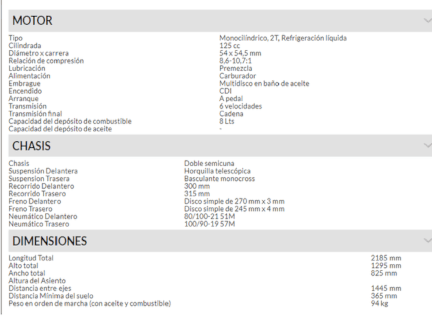 MOTOR
Tipo Monocilíndrico, 2T, Refrigeración líquida
Cilindrada 125 cc
Diámetro x carrera 54 x 54,5 mm
Relación de compresión 8.6-10,7:1
Lubricación Premezcla
Alimentación Carburador
Embrague Multidisco en baño de aceite
Encendido CDI
Arranque A pedal
Transmisión 6 velocidades
Transmisión final Cadena
Capacidad del depósito de combustible 8 Lts
Capacidad del depósito de aceite -
CHASIS
Chasis Doble semicuna
Suspensión Delantera Horquilla telescópica
Suspension Trasera Basculante monocross
Recorrido Delantero 300 mm
Recorrido Trasero 315 mm
Freno Delantero Disco simple de 270 mm x 3 mm
Freno Trasero Disco simple de 245 mm x 4 mm
Neumático Delantero 80/100-21 51M
Neumático Trasero 100/90-19 57M
DIMENSIONES
Longitud Total 2185 mm
Alto total 1295 mm
Ancho total 825 mm
Altura del Asiento
Distancia entre ejes 1445 mm
Distancia Mínima del suelo 365 mm
Peso en orden de marcha (con aceite y combustible) 94 kg